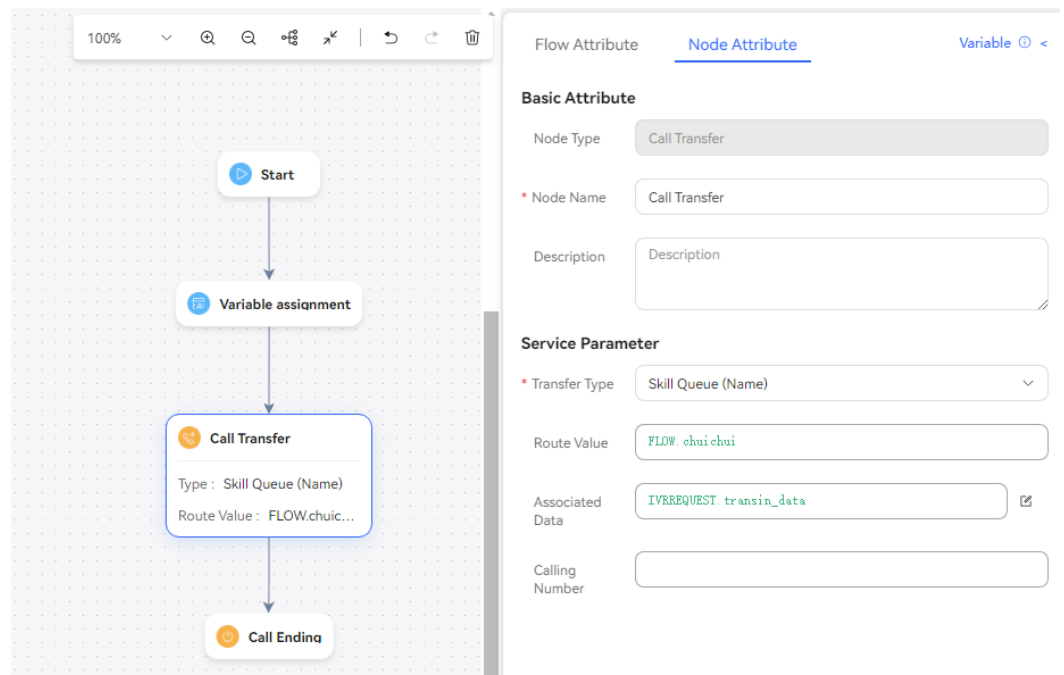 100%
Start
Variable assignment
Call Transfer
Type : Skill Queue (Name)
Route Value : FLOW.chuic...
Call Ending
Flow Attribute
Node Attribute
Variable
<
Basic Attribute
Node Type
Call Transfer
* Node Name
Call Transfer
Description
Description
Service Parameter
* Transfer Type
Skill Queue (Name)
Route Value
FLOW.chuichui
Associated
Data
IVRREQUEST.transin_data
Calling
Number